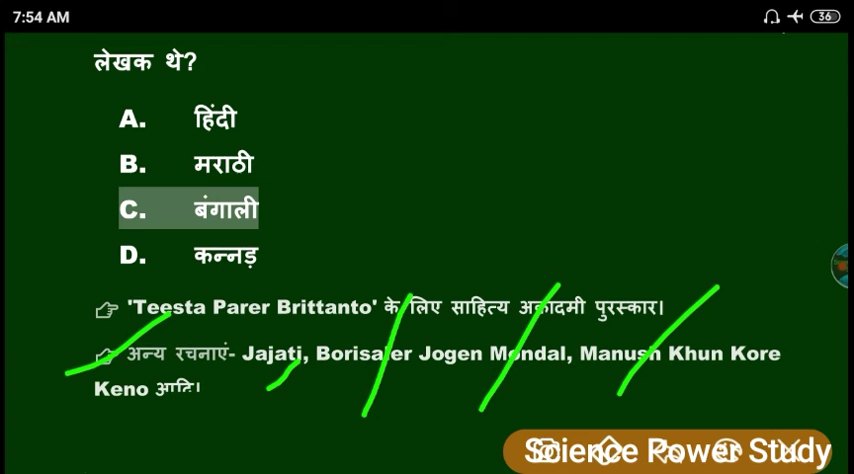 7:54 AM
36
लेखक थे?
A. हिंदी
B. मराठी
C. बंगाली
D. कन्नड़
'Teesta Parer Brittanto' के लिए साहित्य अकादमी पुरस्कार।
अन्य रचनाएं- Jajati, Borisaler Jogen Mondal, Manush Khun Kore
Keno आदि।
Science Power Study